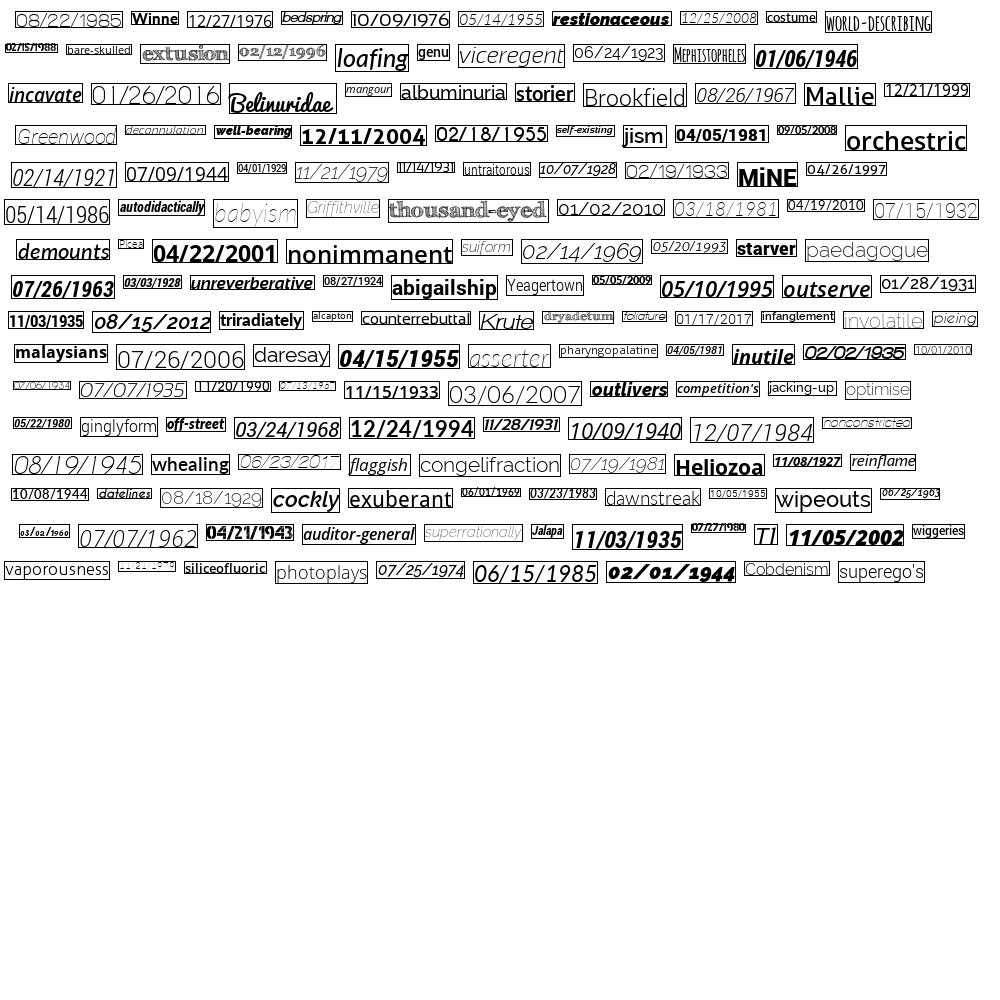 08/22/1985 Winne 12/27/1976 bedspring 10/09/1976 05/14/1955 restionaceous 12/25/2008 costume world-describing
02/15/1988 bare-skulled extusion 02/12/1996 loafing genu viceregent 06/24/1923 Mephistopheles 01/06/1946
incavate 01/26/2016 Belinuridae mangour albuminuria storier Brookfield 08/26/1967 Mallie 12/21/1999
Greenwood decannulation well-bearing 12/11/2004 02/18/1955 self-existing jism 04/05/1981 09/05/2008 orchestric
02/14/1921 07/09/1944 04/01/1929 11/21/1979 11/14/1931 untraitorous 10/07/1928 02/19/1933 MiNE 04/26/1997
05/14/1986 autodidactically babyism Griffithville thousand-eyed 01/02/2010 03/18/1981 04/19/2010 07/15/1932
demounts Picea 04/22/2001 nonimmanent suiform 02/14/1969 05/20/1993 starver paedagogue
07/26/1963 03/03/1928 unreverberative 08/27/1924 abigailship Yeagertown 05/05/2009 05/10/1995 outserve 01/28/1931
11/03/1935 08/15/2012 triradiately alcapton counterrebuttal Krute dryadetum foliature 01/17/2017 infanglement involatile pieing
malaysians 07/26/2006 daresay 04/15/1955 asserter pharyngopalatine 04/05/1981 inutile 02/02/1935 10/01/2010
07/06/1934 07/07/1935 11/20/1990 11/15/1933 03/06/2007 outlivers competition's jacking-up optimise
05/22/1980 ginglyform off-street 03/24/1968 12/24/1994 11/28/1931 10/09/1940 12/07/1984 nonconstricted
08/19/1945 whealing 06/23/2017 flaggish congelifraction 07/19/1981 Heliozoa 11/08/1927 reinflame
10/08/1944 datelines 08/18/1929 cockly exuberant 06/01/1969 03/23/1983 dawnstreak 10/05/1955 wipeouts 06/25/1963
03/02/1960 07/07/1962 04/21/1943 auditor-general superrationally Jalapa 11/03/1935 07/27/1980 TI 11/05/2002 wiggeries
vaporousness siliceofluoric photoplays 07/25/1974 06/15/1985 02/01/1944 Cobdenism superego's